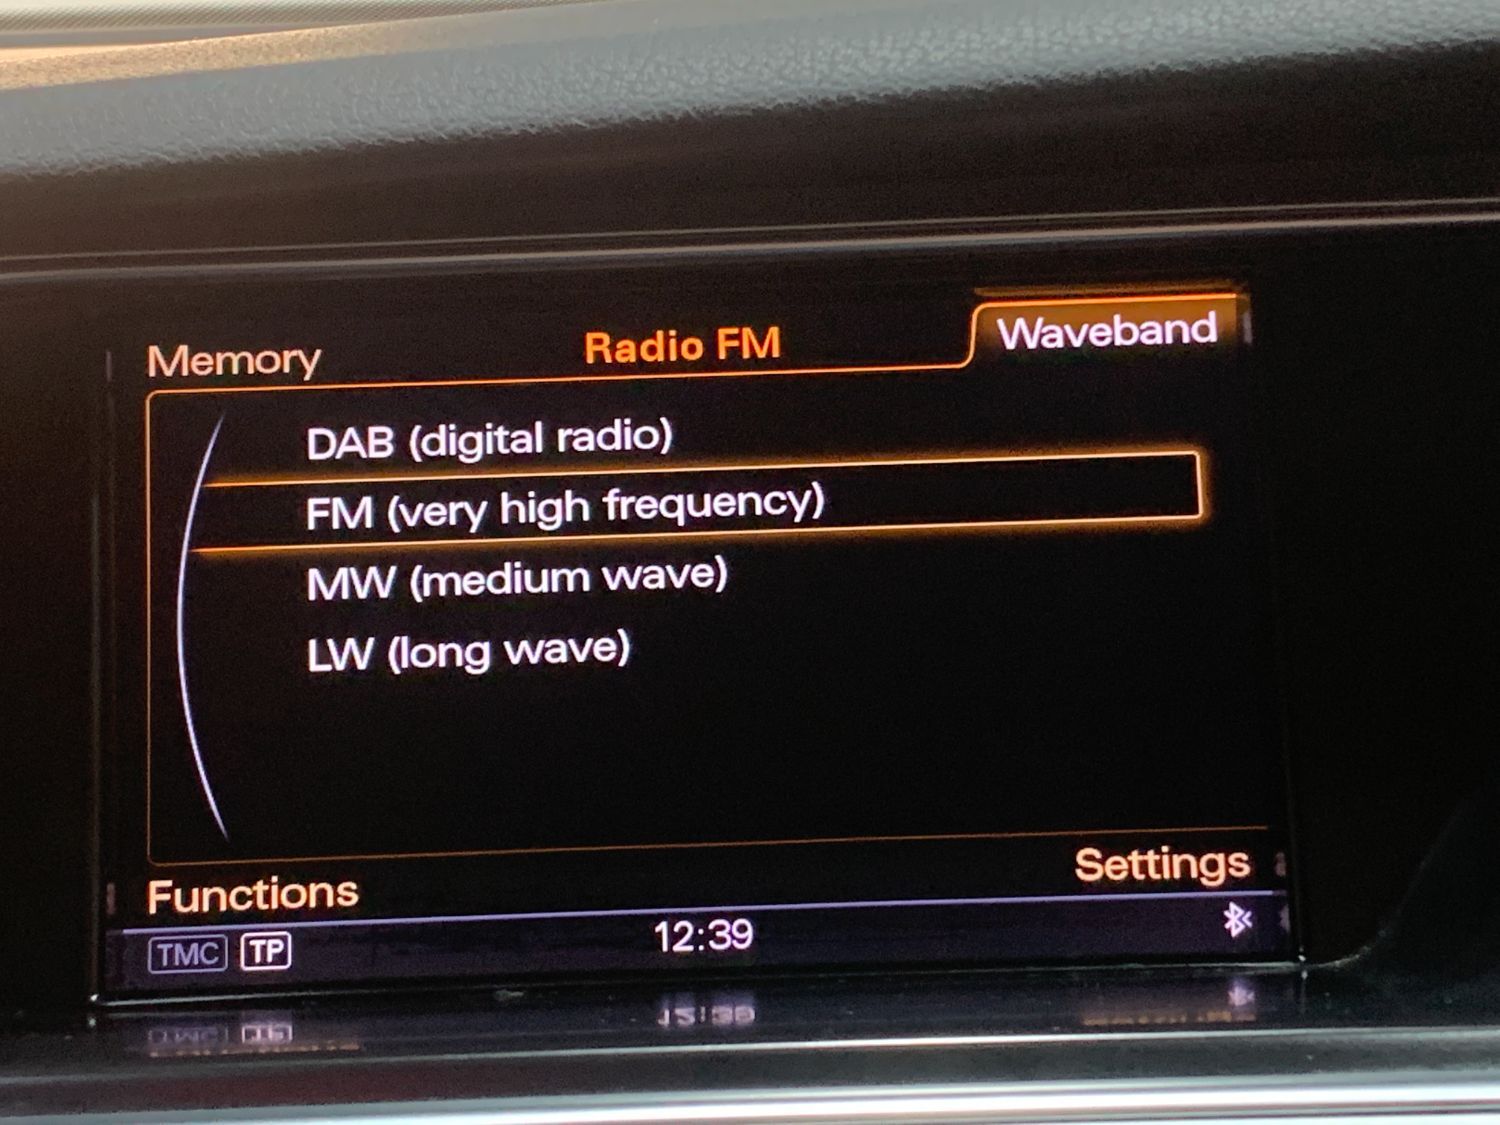 Memory
Radio FM
Waveband
DAB (digital radio)
FM (very high frequency)
MW (medium wave)
LW (long wave)
Functions
Settings
TMC
TP
12:39